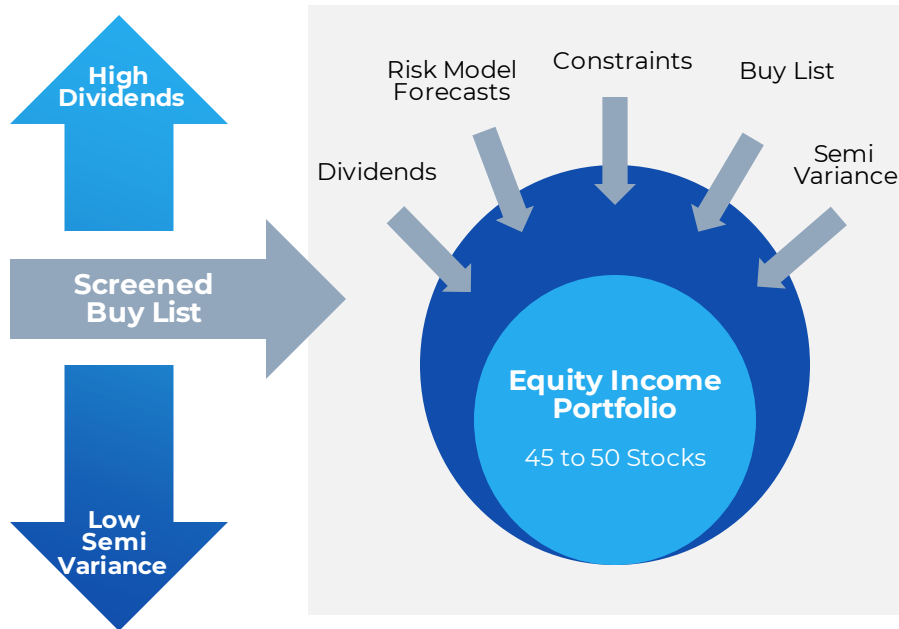 High
Dividends
Screened
Buy List
Low
Semi
Variance
Dividends
Risk Model
Forecasts
Constraints
Buy List
Semi
Variance
Equity Income
Portfolio
45 to 50 Stocks